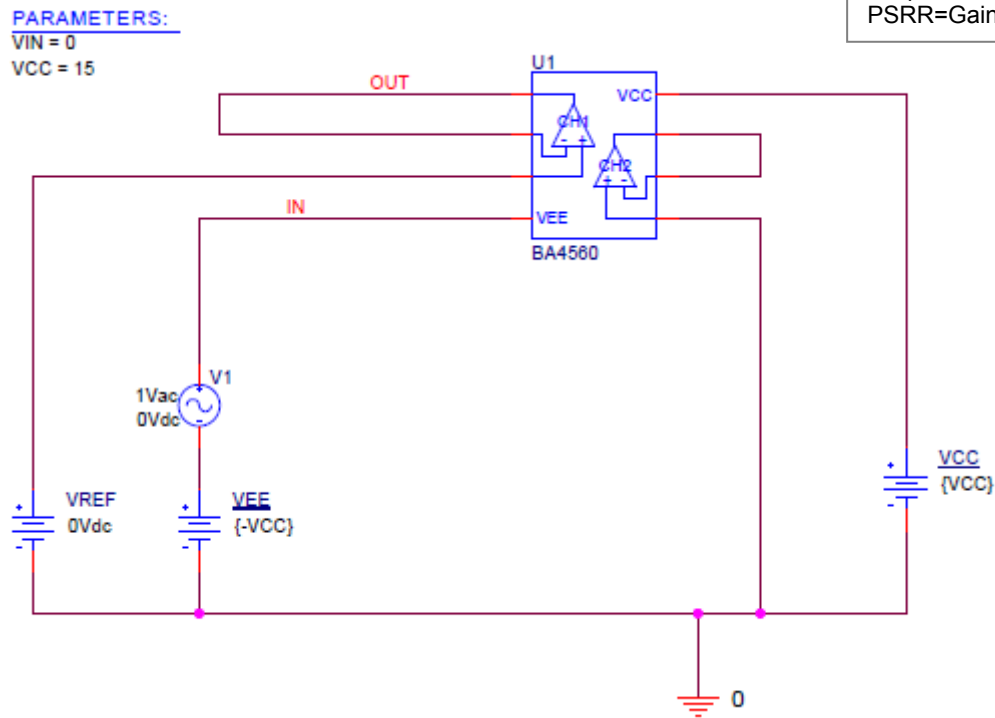 PARAMETERS:
VIN = 0
VCC = 15
PSRR=Gain
U1
OUT
VCC
CH1
CH2
IN
VEE
BA4560
V1
1Vac
0Vdc
VREF
0Vdc
VEE
{-VCC}
VCC
{VCC}
0